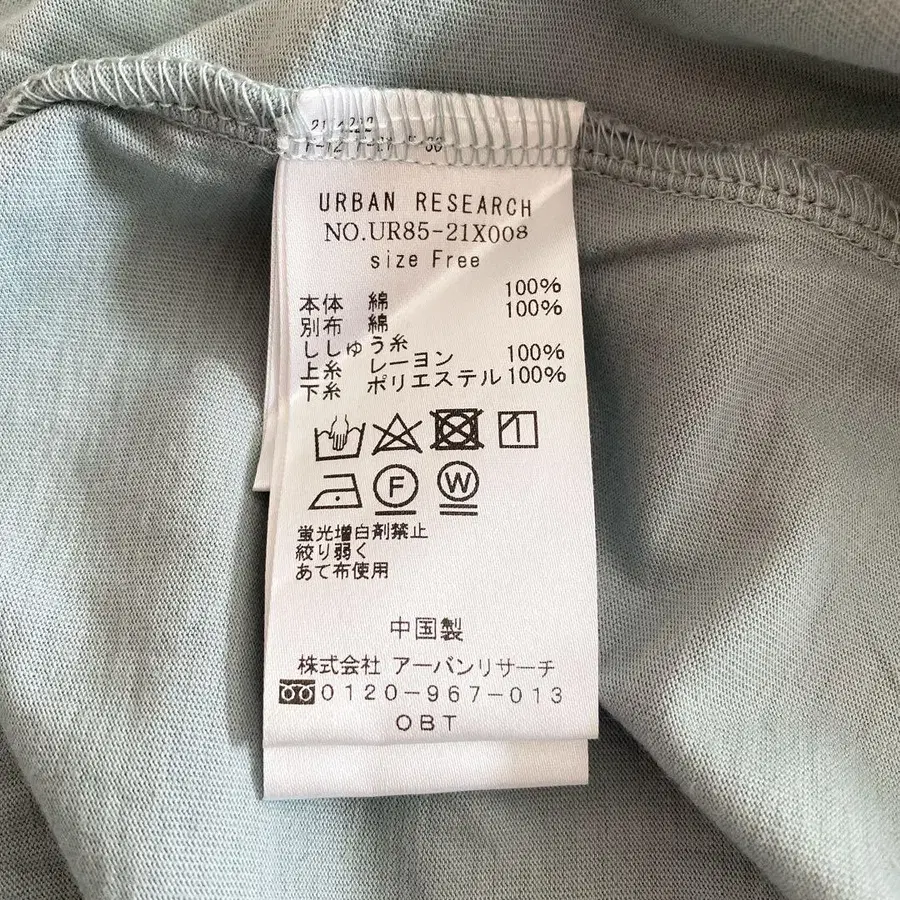 URBAN RESEARCH
NO.UR85-21X008
size Free
本体 綿 100%
別布 綿 100%
ししゅう糸
上糸 レーヨン 100%
下糸 ポリエステル 100%
F W
蛍光増白剤禁止
絞り弱く
あて布使用
中国製
株式会社 アーバンリサーチ
0120-967-013
OBT